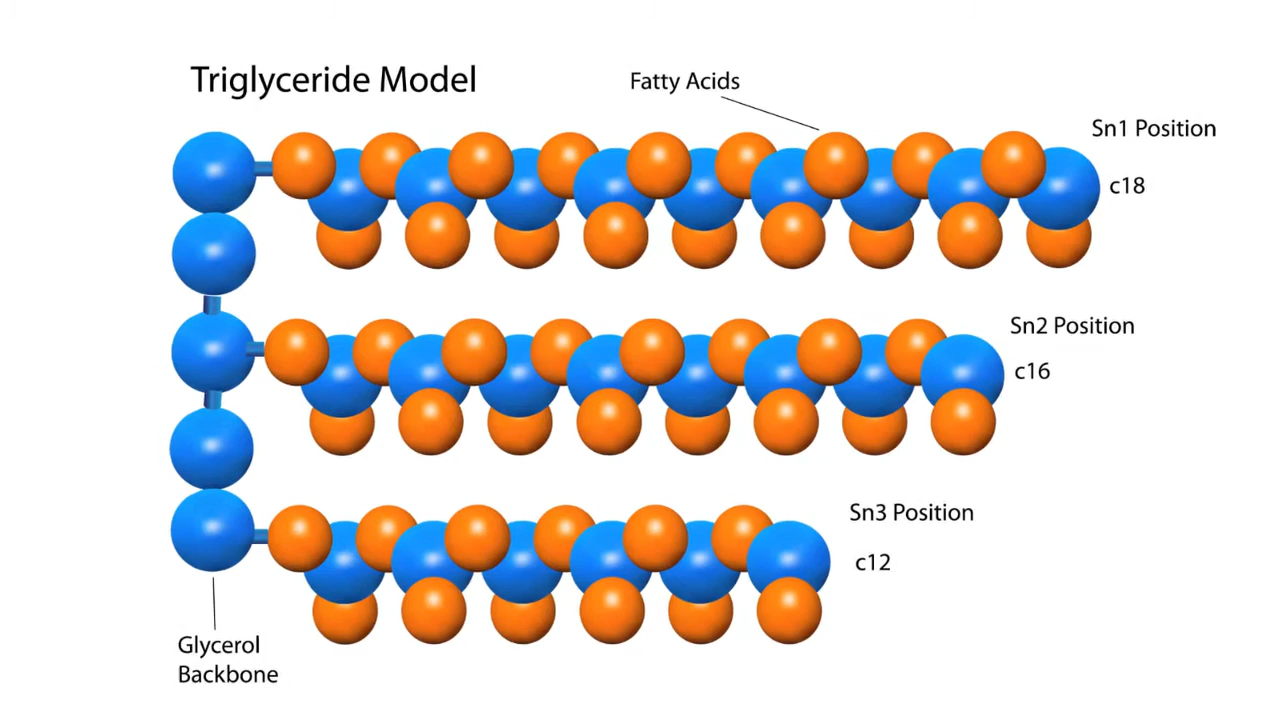 Triglyceride Model
Fatty Acids
Sn1 Position
c18
Sn2 Position
c16
Sn3 Position
c12
Glycerol
Backbone